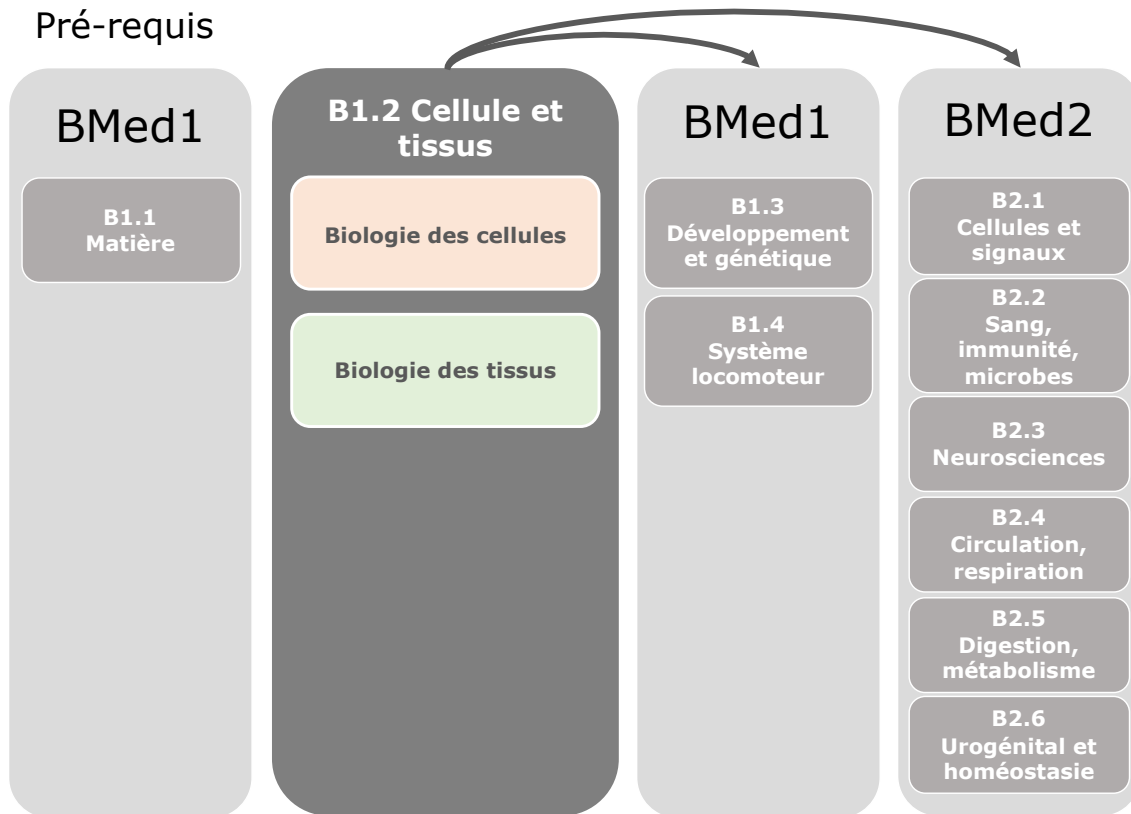 Pré-requis
BMed1
B1.1
Matière
B1.2 Cellule et
tissus
Biologie des cellules
Biologie des tissus
BMed1
B1.3
Développement
et génétique
B1.4
Système
locomoteur
BMed2
B2.1
Cellules et
signaux
B2.2
Sang,
immunité,
microbes
B2.3
Neurosciences
B2.4
Circulation,
respiration
B2.5
Digestion,
métabolisme
B2.6
Urogénital et
homéostasie